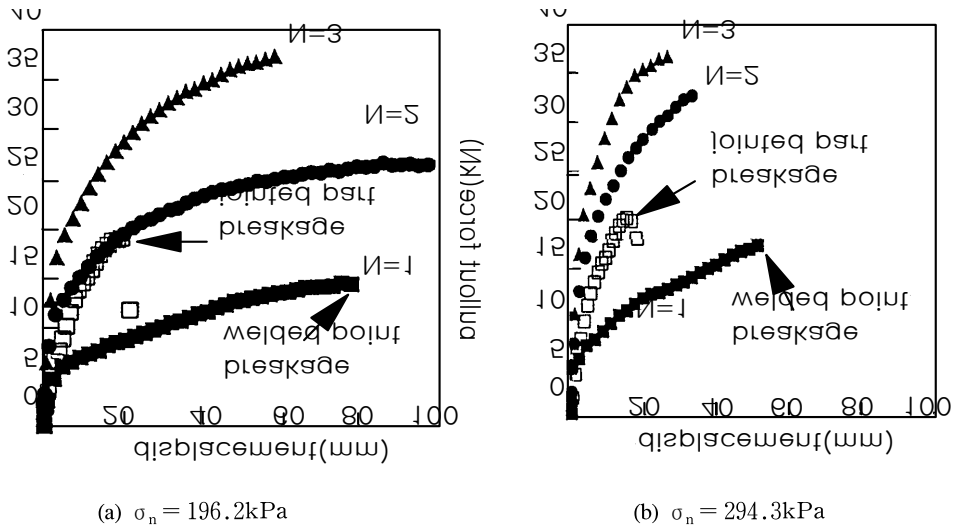 40
35
30
25
20
15
10
5
0
20
40
60
80
100
displacement(mm)
pullout force(kN)
N=3
N=2
jointed part
breakage
N=1
welded point
breakage
(a) σn = 196.2kPa
40
35
30
25
20
15
10
5
0
20
40
60
80
100
displacement(mm)
N=3
N=2
jointed part
breakage
N=1
welded point
breakage
(b) σn = 294.3kPa